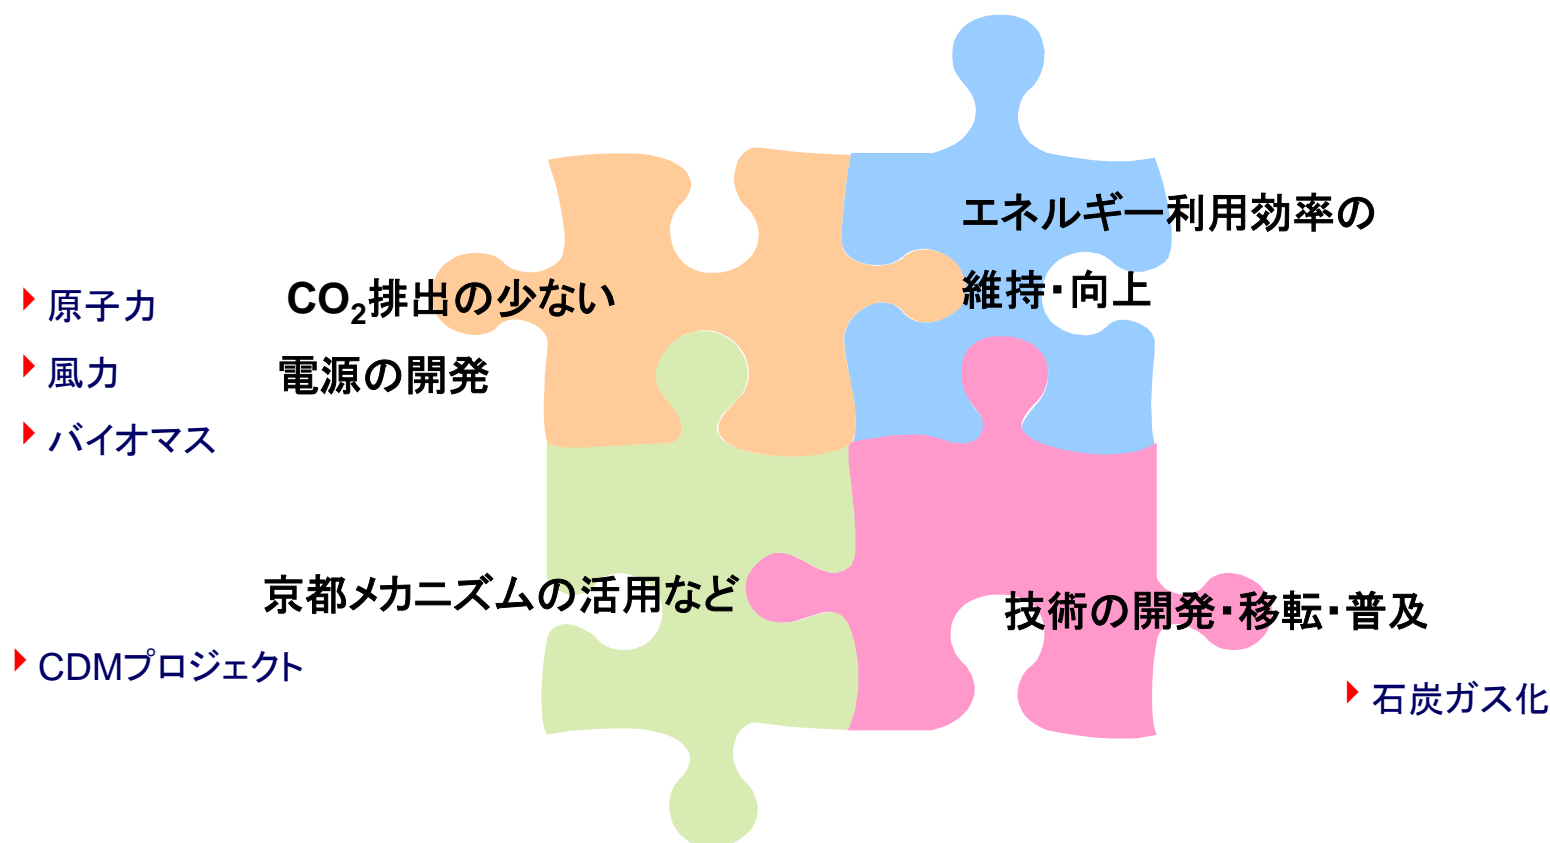 エネルギー利用効率の
維持・向上
CO₂排出の少ない
電源の開発
原子力
風力
バイオマス
京都メカニズムの活用など
CDMプロジェクト
技術の開発・移転・普及
石炭ガス化